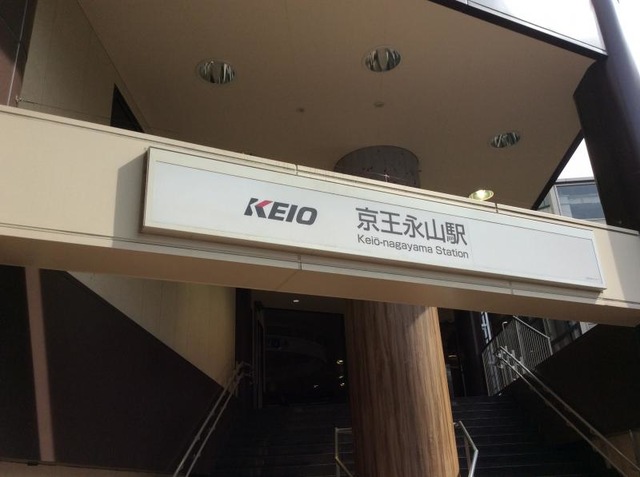 KEIO
京王永山駅
Keiō-nagayama Station